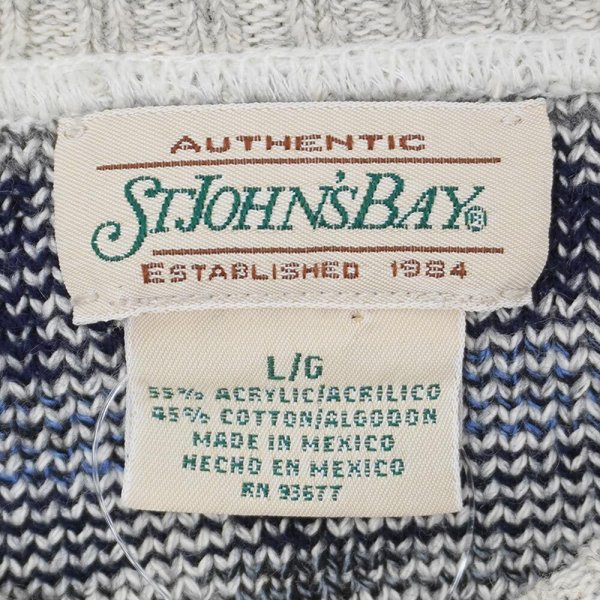 AUTHENTIC
ST. JOHN'S BAY®
ESTABLISHED 1984
L/G
55% ACRYLIC/ACRILICO
45% COTTON/ALGODON
MADE IN MEXICO
HECHO EN MEXICO
RN 93677